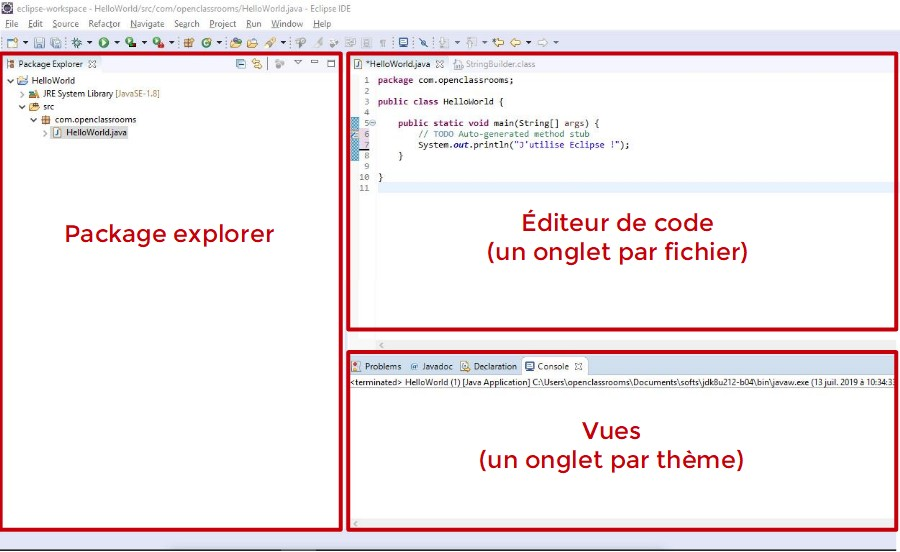 eclipse-workspace - HelloWorld/src/com/openclassrooms/HelloWorld.java - Eclipse IDE
File Edit Source Refactor Navigate Search Project Run Window Help
Package Explorer
HelloWorld
JRE System Library [JavaSE-1.8]
src
com.openclassrooms
HelloWorld.java
Package explorer
*HelloWorld.java StringBuilder.class
1 package com.openclassrooms;
2
3 public class HelloWorld {
4
5 public static void main(String[] args) {
6 // TODO Auto-generated method stub
7 System.out.println("J'utilise Eclipse !");
8 }
9
10 }
11
Éditeur de code
(un onglet par fichier)
Problems @ Javadoc Declaration Console
<terminated> HelloWorld (1) [Java Application] C:\Users\openclassrooms\Documents\softs\jdk8u212-b04\bin\javaw.exe (13 juil. 2019 à 10:34:33
Vues
(un onglet par thème)